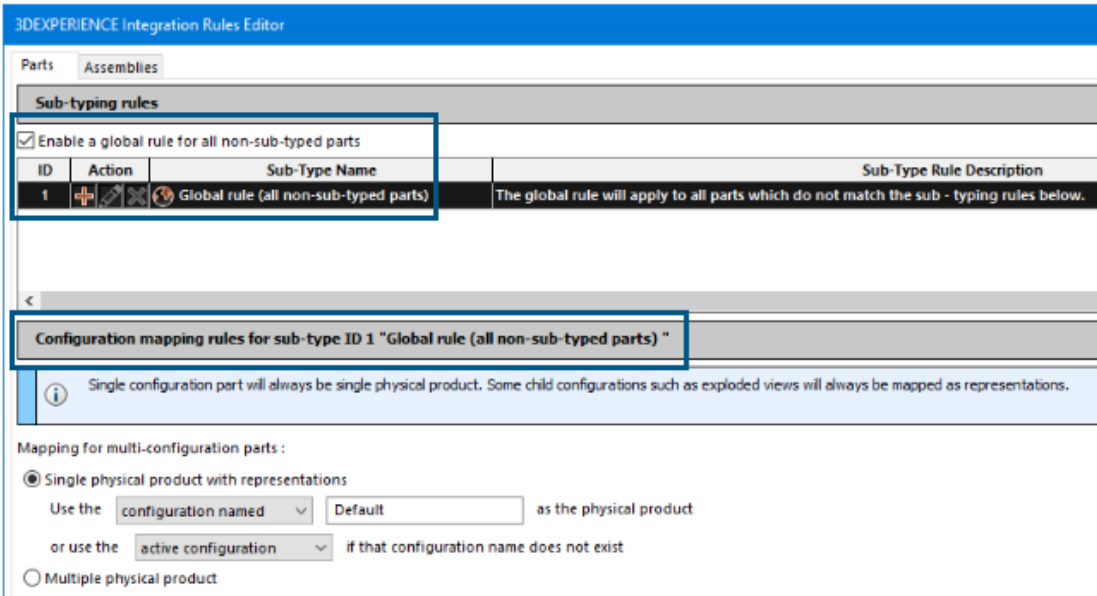 3DEXPERIENCE Integration Rules Editor
Parts Assemblies
Sub-typing rules
Enable a global rule for all non-sub-typed parts
ID Action Sub-Type Name Sub-Type Rule Description
1 Global rule (all non-sub-typed parts) The global rule will apply to all parts which do not match the sub - typing rules below.
Configuration mapping rules for sub-type ID 1 "Global rule (all non-sub-typed parts) "
Single configuration part will always be single physical product. Some child configurations such as exploded views will always be mapped as representations.
Mapping for multi-configuration parts :
Single physical product with representations
Use the configuration named Default as the physical product
or use the active configuration if that configuration name does not exist
Multiple physical product